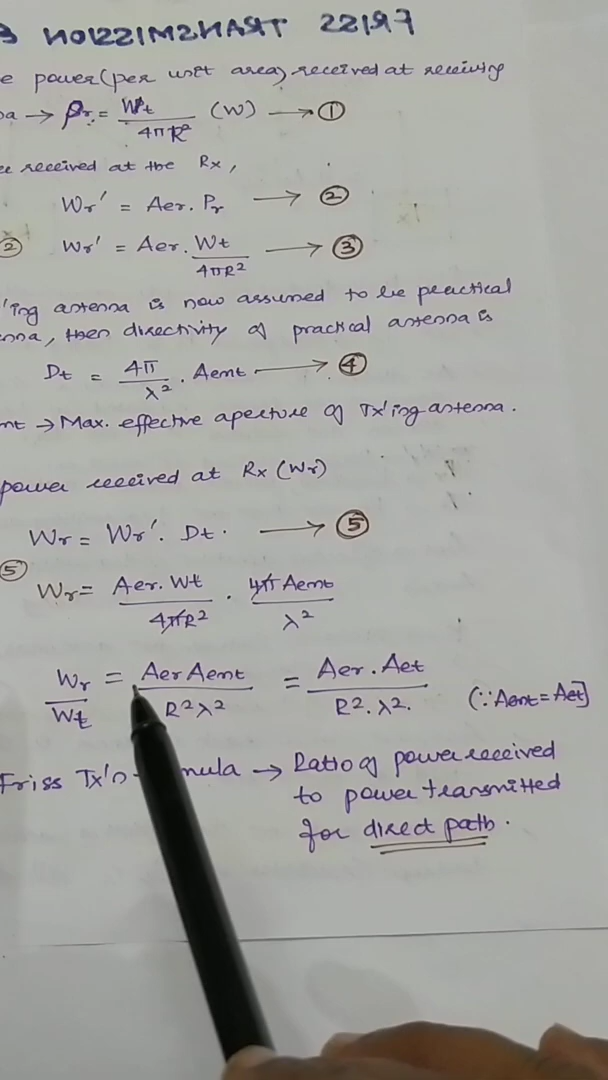 FRISS TRANSMISSION
e power (per unit area) received at receiving
→ Pr = Wt / 4πR² (W) → ①
received at the Rx,
Wr' = Aer. Pr → ②
② Wr' = Aer. Wt / 4πR² → ③
'ing antenna is now assumed to be practical
nna, then directivity of practical antenna is
Dt = 4π / λ² . Aemt → ④
mt → Max. effective aperture of Tx'ing antenna.
power received at Rx (Wr)
Wr = Wr'. Dt. → ⑤
⑤ Wr = Aer. Wt / 4πR² . 4π Aemt / λ²
Wr / Wt = Aer Aemt / R²λ² = Aer. Aet / R². λ². (∵ Aemt = Aet]
Friss Tx'n mula → Ratio of power received
to power transmitted
for direct path.